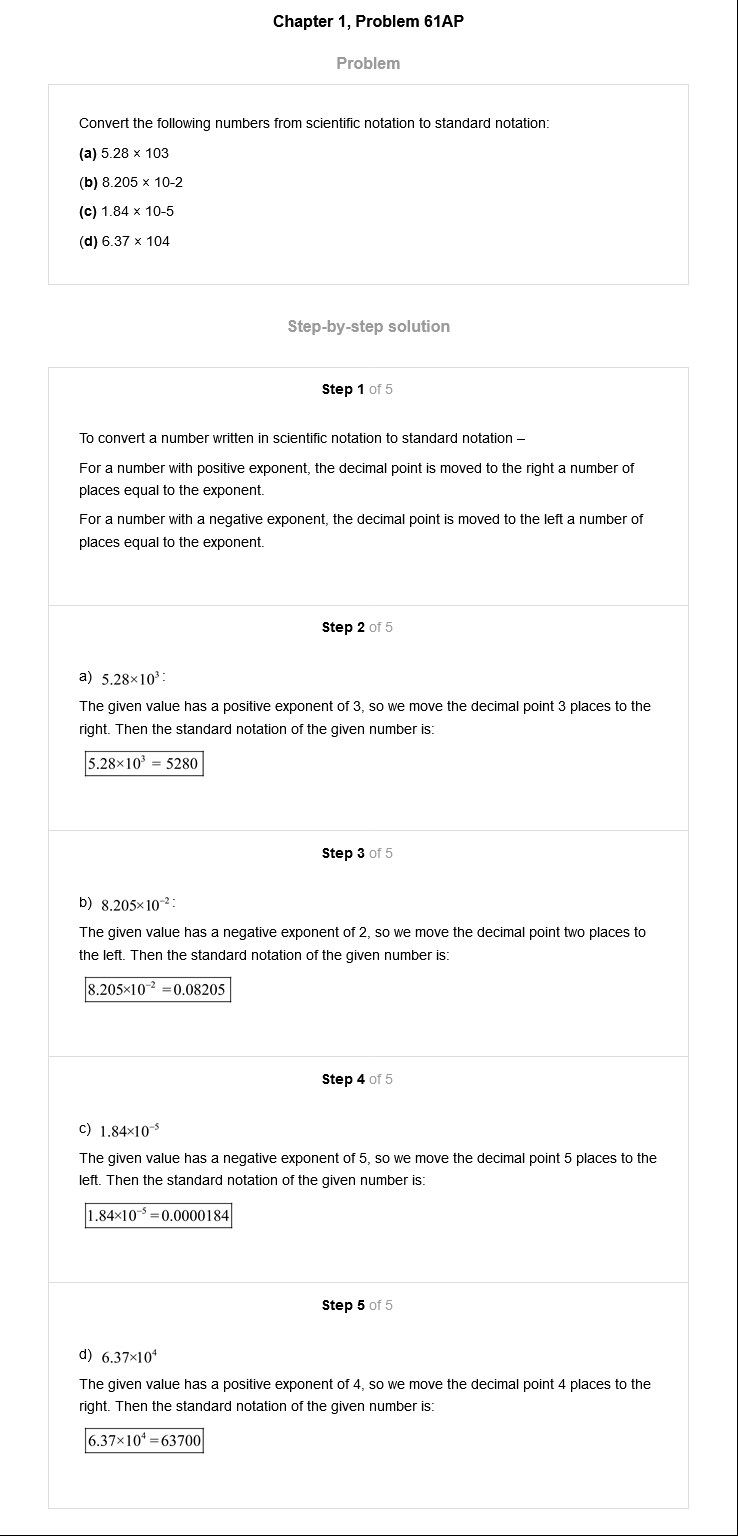 Chapter 1, Problem 61AP
Problem
Convert the following numbers from scientific notation to standard notation:
(a) 5.28 × 103
(b) 8.205 × 10-2
(c) 1.84 × 10-5
(d) 6.37 × 104
Step-by-step solution
Step 1 of 5
To convert a number written in scientific notation to standard notation –
For a number with positive exponent, the decimal point is moved to the right a number of
places equal to the exponent.
For a number with a negative exponent, the decimal point is moved to the left a number of
places equal to the exponent.
Step 2 of 5
a) 5.28×10³:
The given value has a positive exponent of 3, so we move the decimal point 3 places to the
right. Then the standard notation of the given number is:
5.28×10³ = 5280
Step 3 of 5
b) 8.205×10⁻²:
The given value has a negative exponent of 2, so we move the decimal point two places to
the left. Then the standard notation of the given number is:
8.205×10⁻² =0.08205
Step 4 of 5
c) 1.84×10⁻⁵
The given value has a negative exponent of 5, so we move the decimal point 5 places to the
left. Then the standard notation of the given number is:
1.84×10⁻⁵ =0.0000184
Step 5 of 5
d) 6.37×10⁴
The given value has a positive exponent of 4, so we move the decimal point 4 places to the
right. Then the standard notation of the given number is:
6.37×10⁴ =63700